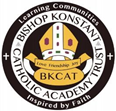 Learning Communities
BISHOP KONSTANT
CATHOLIC ACADEMY TRUST
Love Friendship Joy
BKCAT
Inspired by Faith